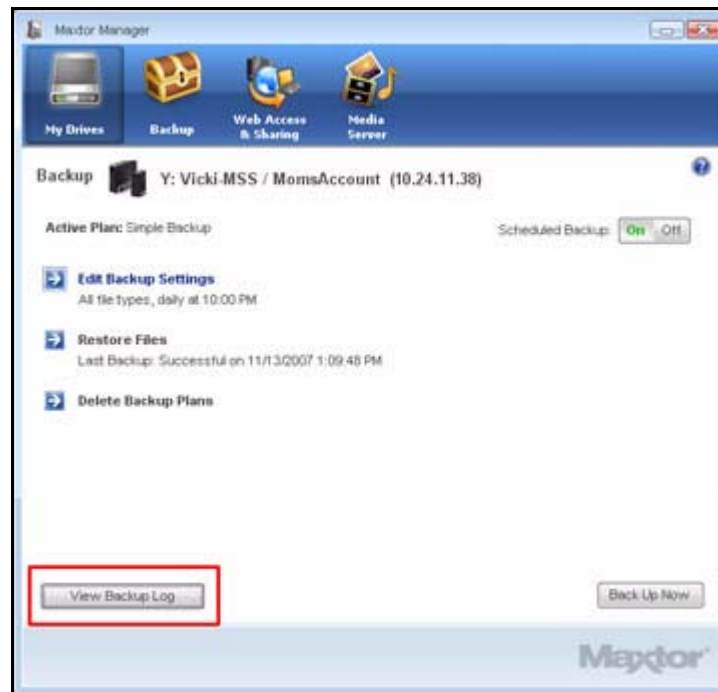 Maxtor Manager
My Drives
Backup
Web Access
& Sharing
Media
Server
Backup Y: Vicki-MSS / MomsAccount (10.24.11.38)
Active Plan: Simple Backup
Scheduled Backup: On Off
Edit Backup Settings
All file types, daily at 10:00 PM
Restore Files
Last Backup: Successful on 11/13/2007 1:09:48 PM
Delete Backup Plans
View Backup Log
Back Up Now
Maxtor